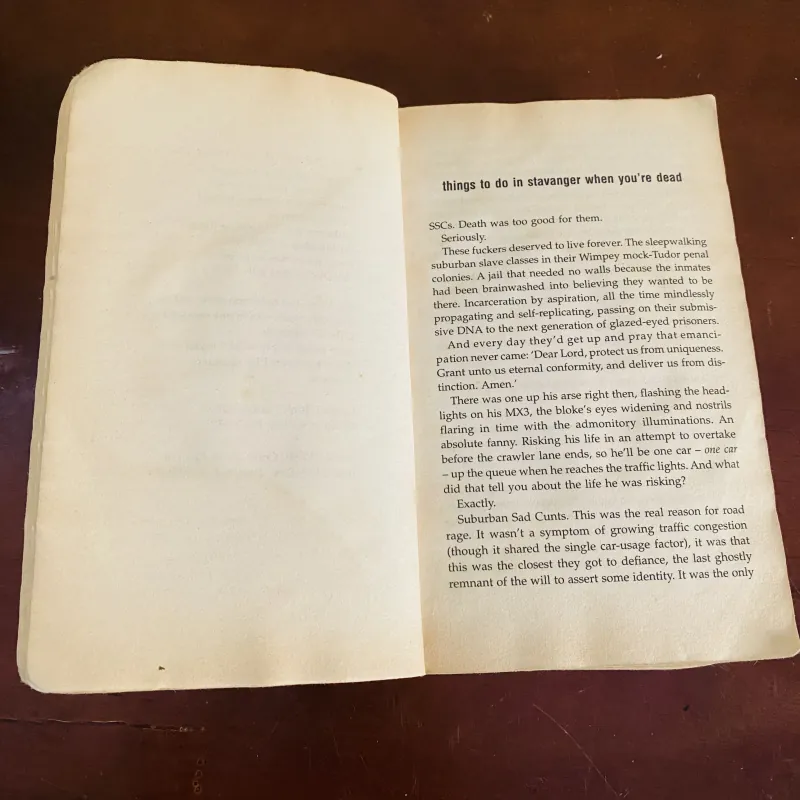 things to do in stavanger when you're dead
SSCs. Death was too good for them.
Seriously.
These fuckers deserved to live forever. The sleepwalking
suburban slave classes in their Wimpey mock-Tudor penal
colonies. A jail that needed no walls because the inmates
had been brainwashed into believing they wanted to be
there. Incarceration by aspiration, all the time mindlessly
propagating and self-replicating, passing on their submis-
sive DNA to the next generation of glazed-eyed prisoners.
And every day they'd get up and pray that emanci-
pation never came: 'Dear Lord, protect us from uniqueness.
Grant unto us eternal conformity, and deliver us from dis-
tinction. Amen.'
There was one up his arse right then, flashing the head-
lights on his MX3, the bloke's eyes widening and nostrils
flaring in time with the admonitory illuminations. An
absolute fanny. Risking his life in an attempt to overtake
before the crawler lane ends, so he'll be one car – one car
– up the queue when he reaches the traffic lights. And what
did that tell you about the life he was risking?
Exactly.
Suburban Sad Cunts. This was the real reason for road
rage. It wasn't a symptom of growing traffic congestion
(though it shared the single car-usage factor), it was that
this was the closest they got to defiance, the last ghostly
remnant of the will to assert some identity. It was the only